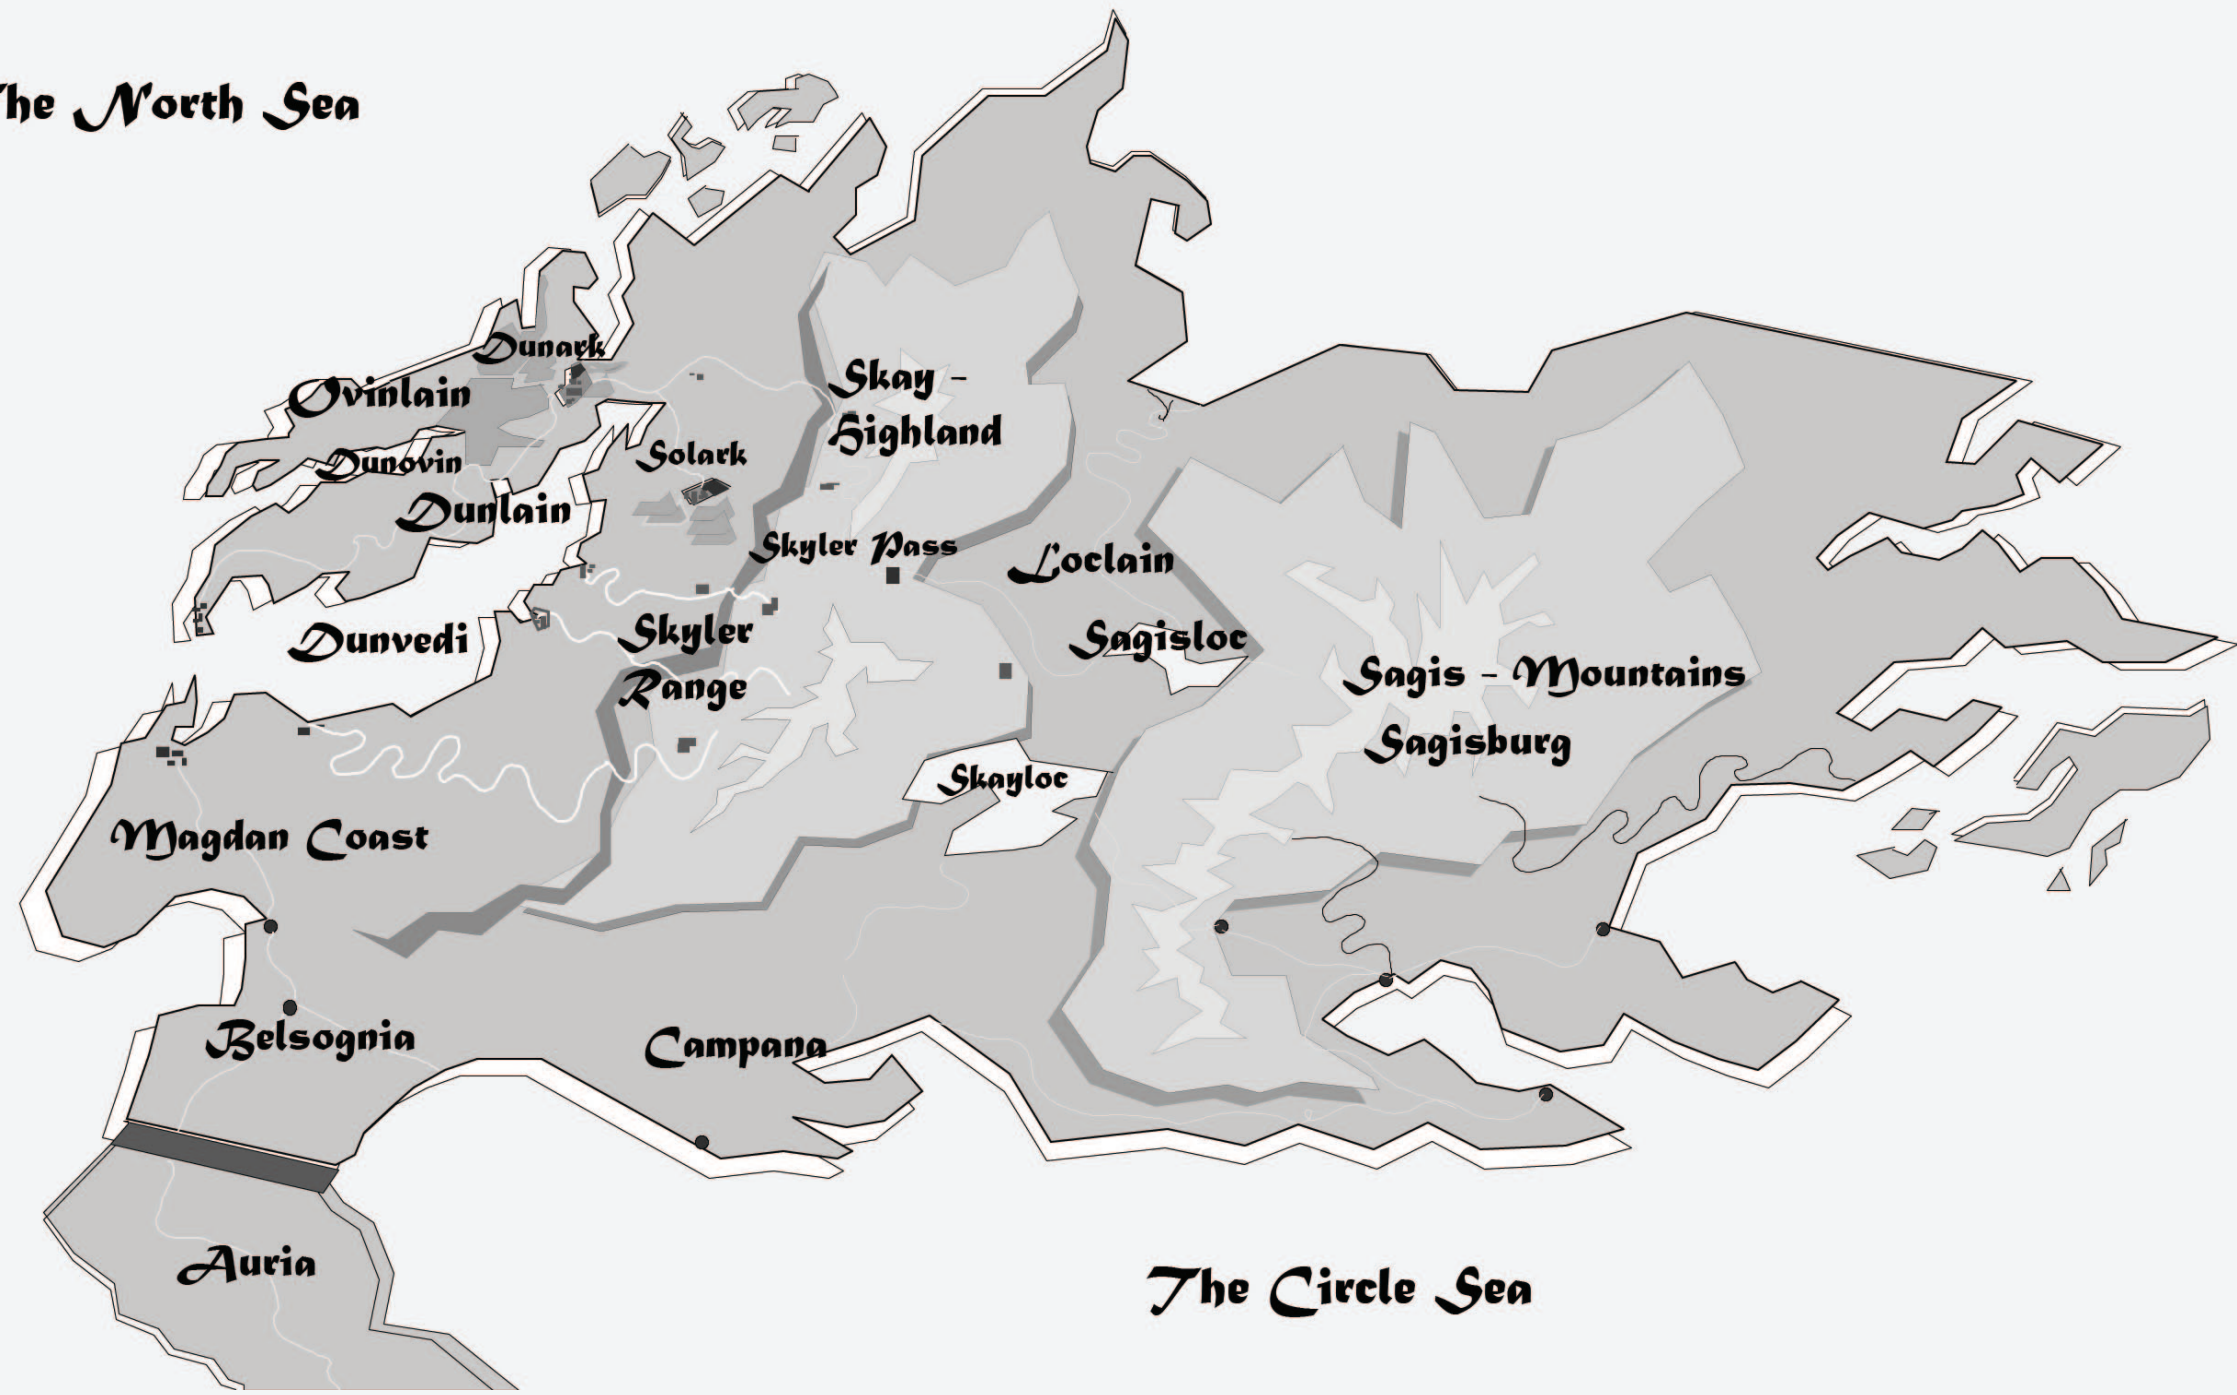 The North Sea
Dunark
Ovinlain
Skay -
Highland
Dunovin
Solark
Dunlain
Skyler Pass
Loclain
Dunvedi
Skyler
Range
Sagisloc
Sagis - Mountains
Sagisburg
Skayloc
Magdan Coast
Belsognia
Campana
Auria
The Circle Sea